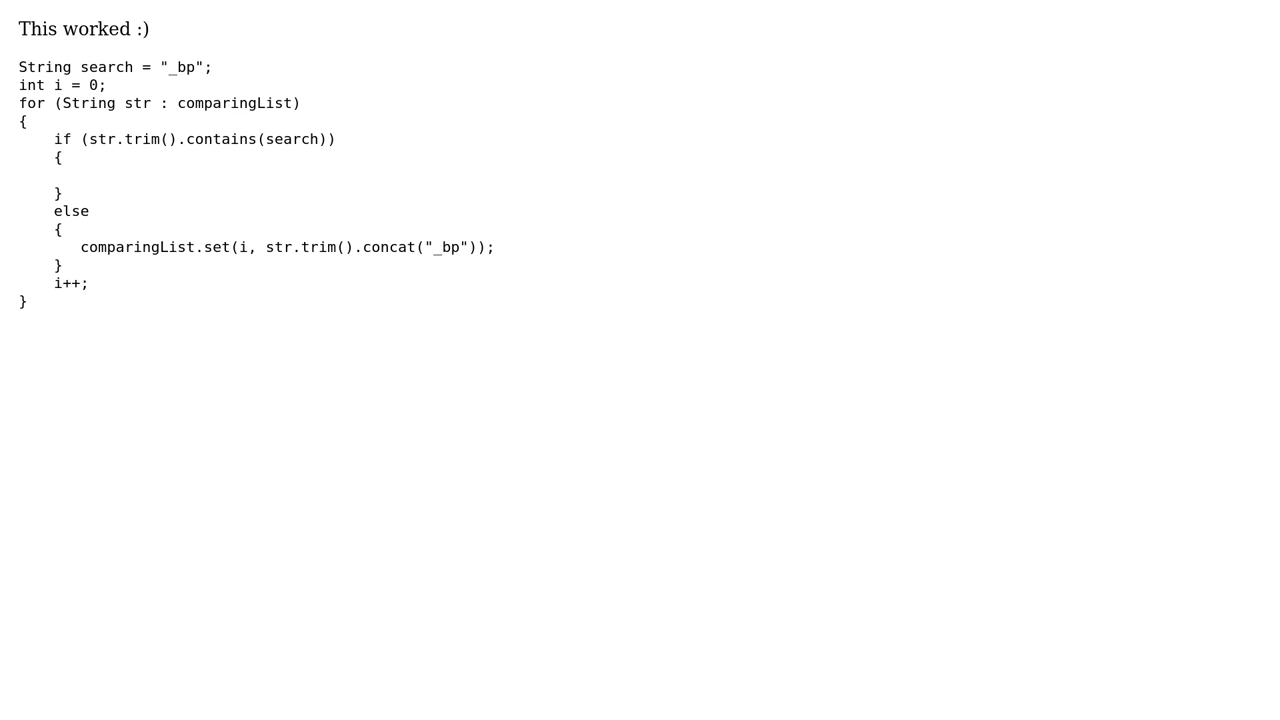 This worked :)
String search = "_bp";
int i = 0;
for (String str : comparingList)
{
    if (str.trim().contains(search))
    {
    }
    else
    {
       comparingList.set(i, str.trim().concat("_bp"));
    }
    i++;
}